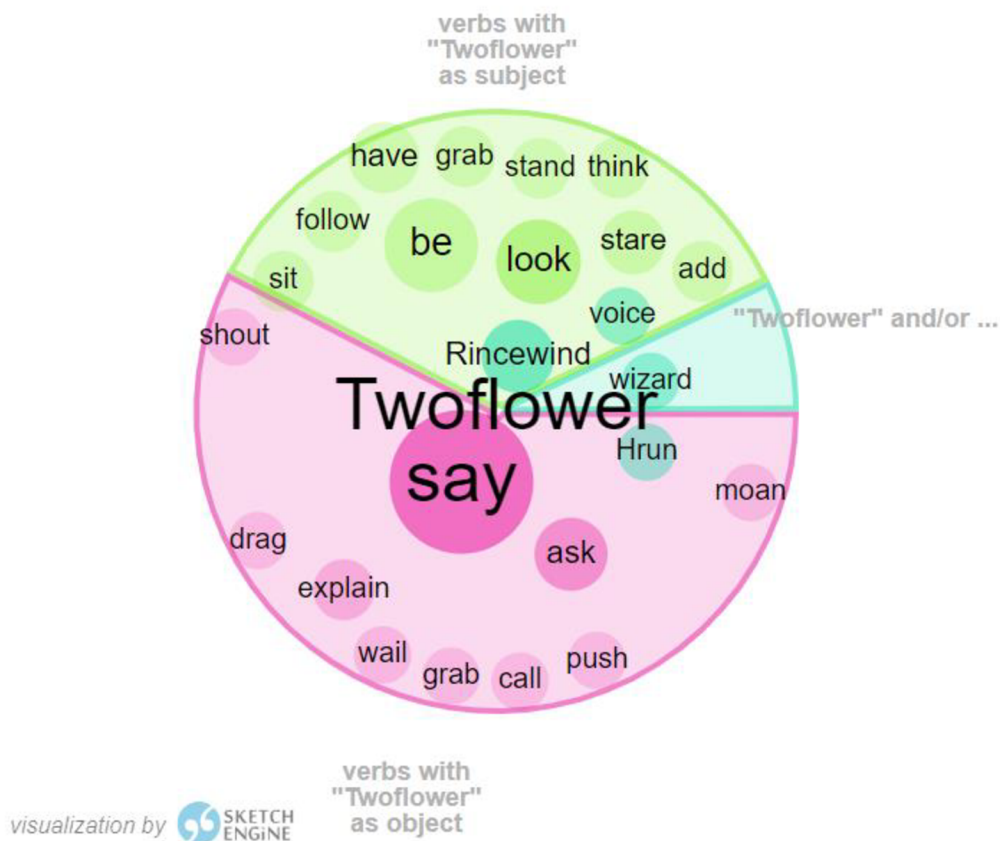 verbs with
"Twoflower"
as subject
have grab stand think
follow be look stare
sit add
shout voice "Twoflower" and/or ...
Rincewind wizard
Twoflower
say Hrun
moan
drag ask
explain
wail grab call push
verbs with
"Twoflower"
as object
visualization by SKETCH
ENGiNE